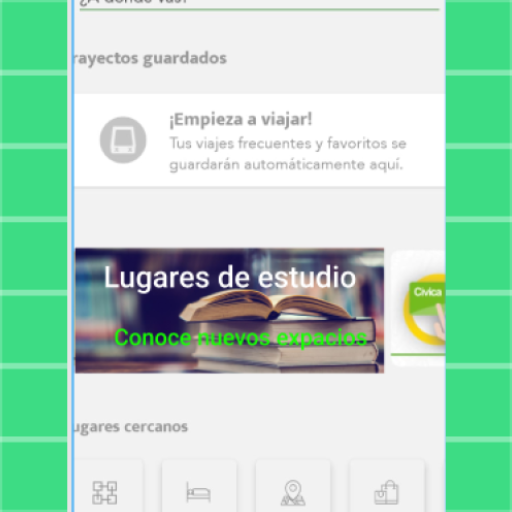 ¿A dónde vas?
rayectos guardados
¡Empieza a viajar!
Tus viajes frecuentes y favoritos se
guardarán automáticamente aquí.
Lugares de estudio
Conoce nuevos espacios
Cívica
ugares cercanos